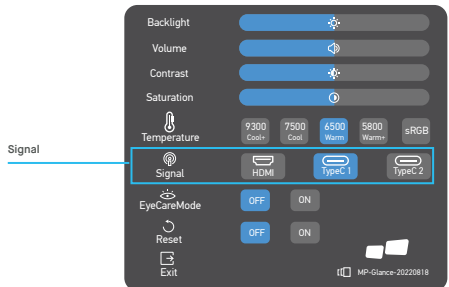 Backlight
Volume
Contrast
Saturation
Temperature
9300 Cool+
7500 Cool
6500 Warm
5800 Warm+
sRGB
Signal
Signal
HDMI
TypeC 1
TypeC 2
EyeCareMode
OFF
ON
Reset
OFF
ON
Exit
MP-Glance-20220818